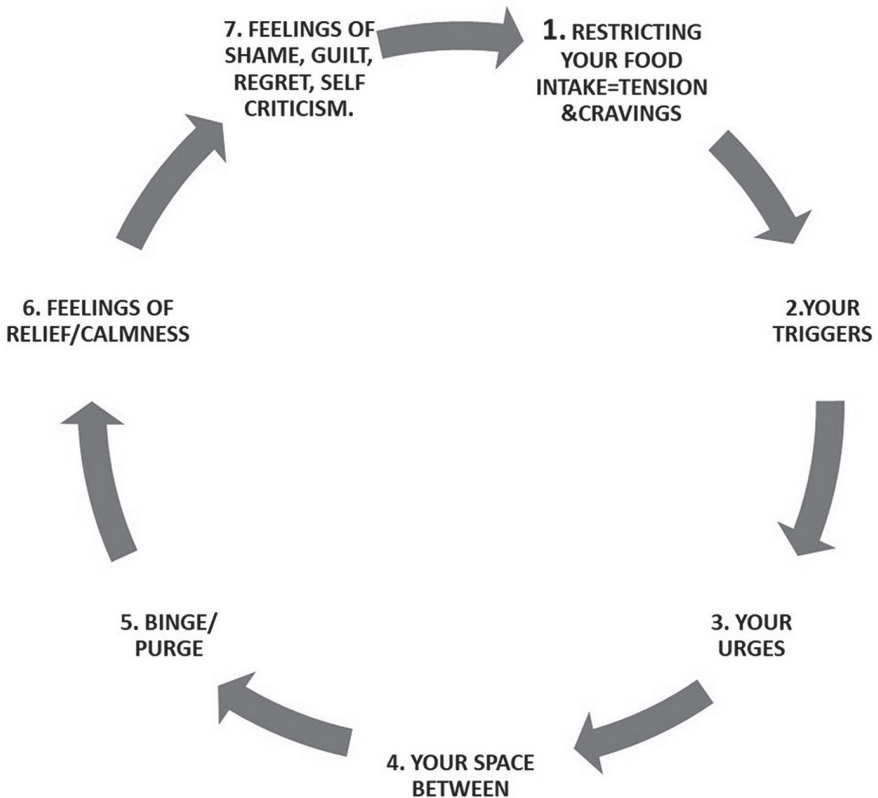 1. RESTRICTING
YOUR FOOD
INTAKE=TENSION
&CRAVINGS
2.YOUR
TRIGGERS
3. YOUR
URGES
4. YOUR SPACE
BETWEEN
5. BINGE/
PURGE
6. FEELINGS OF
RELIEF/CALMNESS
7. FEELINGS OF
SHAME, GUILT,
REGRET, SELF
CRITICISM.